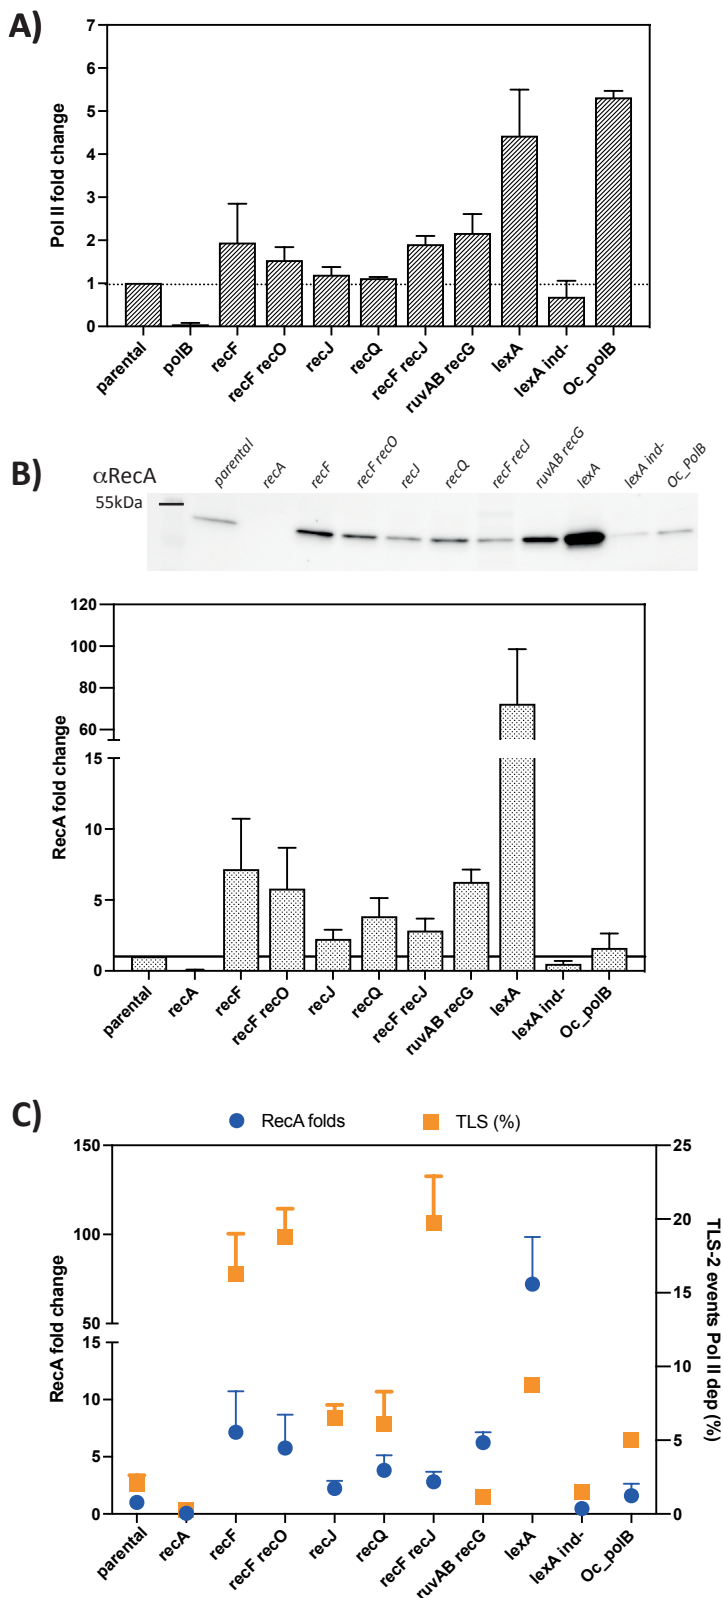 A)
Pol II fold change
7
6
5
4
3
2
1
0
parental
polB
recF
recF recO
recJ
recQ
recF recJ
ruvAB recG
lexA
lexA ind-
Oc_polB
B)
αRecA
55kDa
parental
recA
recF
recF recO
recJ
recQ
recF recJ
ruvAB recG
lexA
lexA ind-
Oc_PolB
RecA fold change
120
100
80
60
15
10
5
0
parental
recA
recF
recF recO
recJ
recQ
recF recJ
ruvAB recG
lexA
lexA ind-
Oc_polB
C)
RecA folds
TLS (%)
RecA fold change
150
100
50
15
10
5
0
25
20
15
10
5
0
TLS-2 events Pol II dep (%)
parental
recA
recF
recF recO
recJ
recQ
recF recJ
ruvAB recG
lexA
lexA ind-
Oc_polB